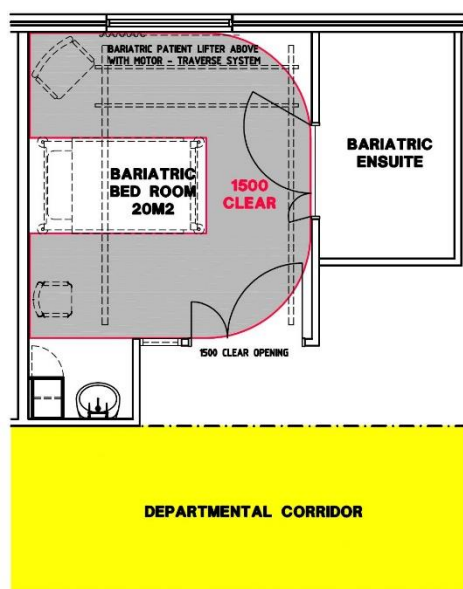 BARIATRIC PATIENT LIFTER ABOVE
WITH MOTOR - TRAVERSE SYSTEM
BARIATRIC
BED ROOM
20M2
1500
CLEAR
BARIATRIC
ENSUITE
1500 CLEAR OPENING
DEPARTMENTAL CORRIDOR